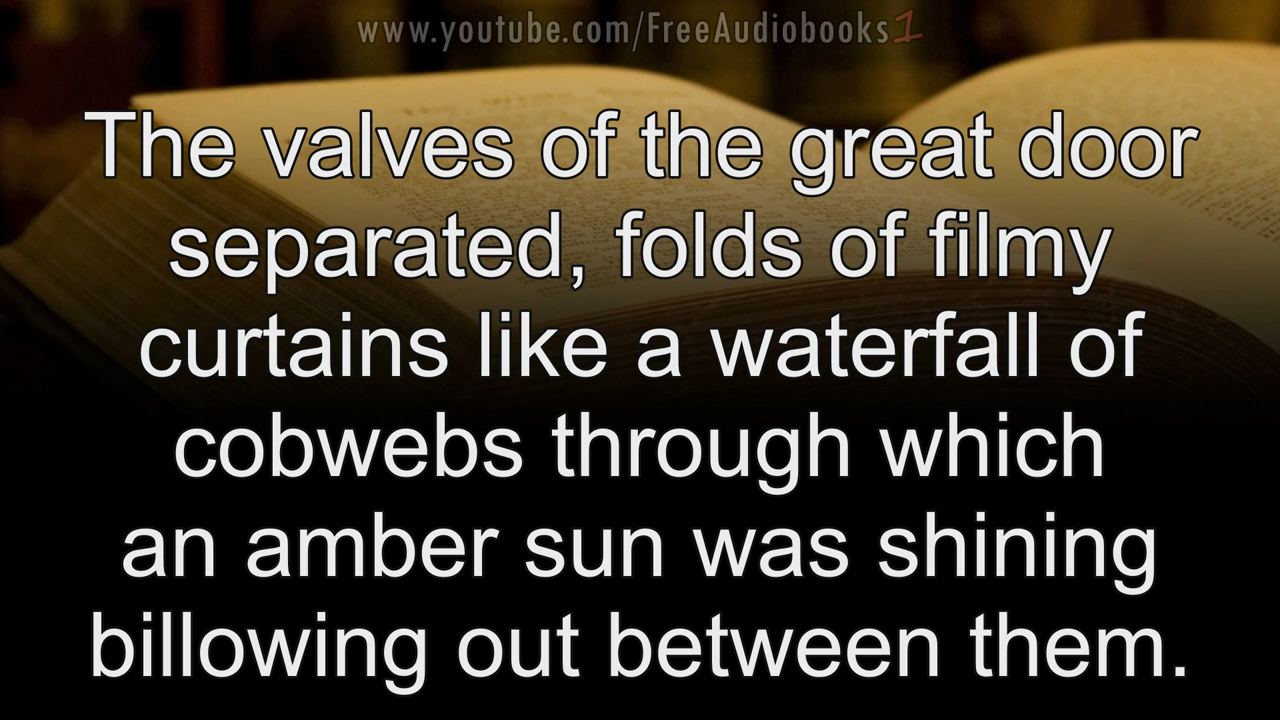 www.youtube.com/FreeAudiobooks1
The valves of the great door
separated, folds of filmy
curtains like a waterfall of
cobwebs through which
an amber sun was shining
billowing out between them.